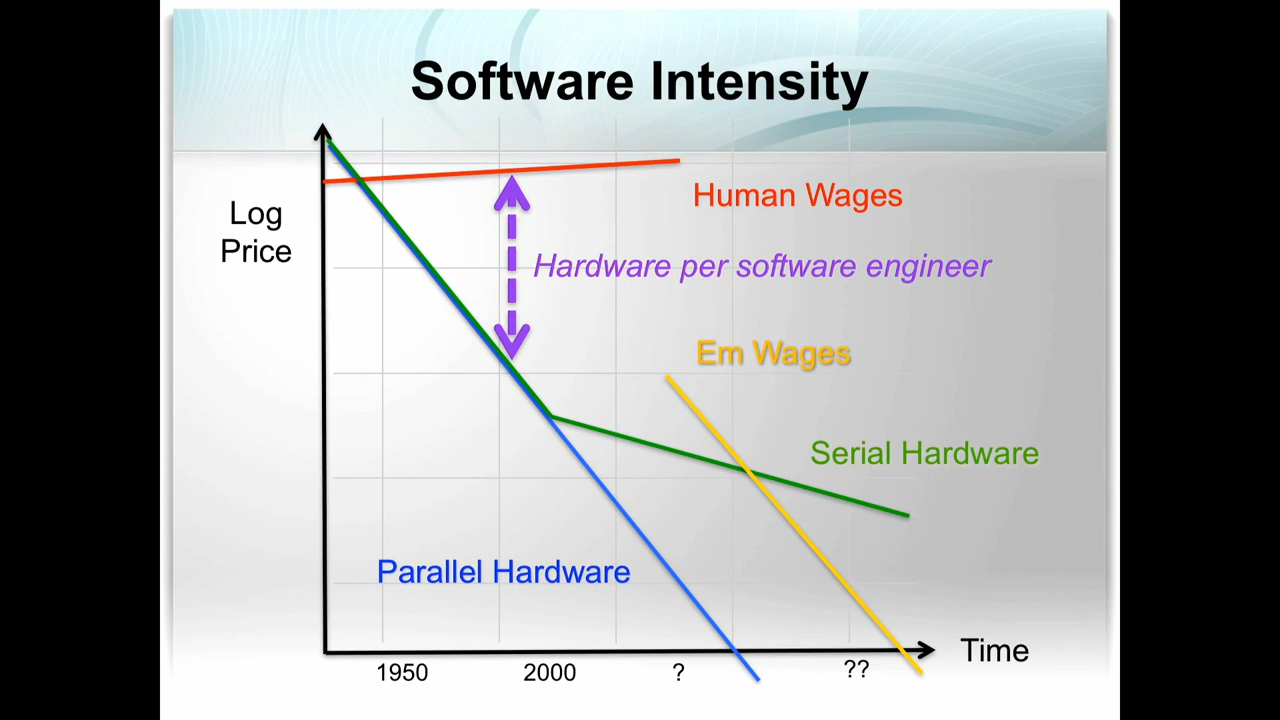 Software Intensity
Log
Price
Human Wages
Hardware per software engineer
Em Wages
Serial Hardware
Parallel Hardware
Time
1950
2000
?
??